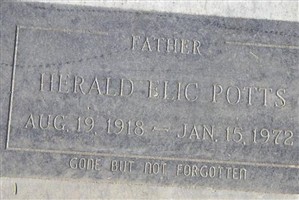 FATHER
HERALD ELIC POTTS
AUG. 19, 1918 — JAN. 15, 1972
GONE BUT NOT FORGOTTEN